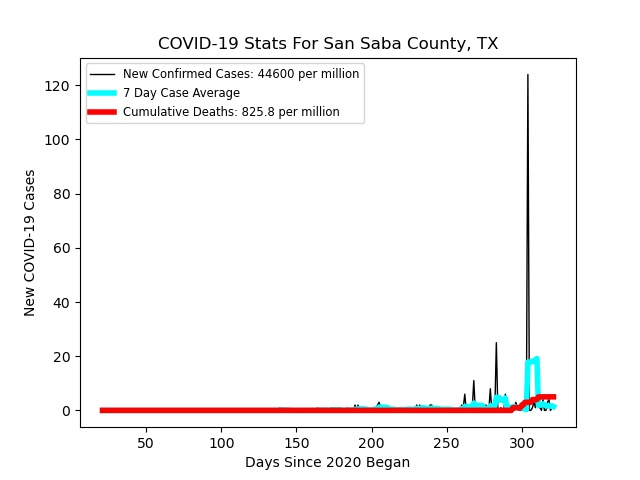 COVID-19 Stats For San Saba County, TX
New Confirmed Cases: 44600 per million
7 Day Case Average
Cumulative Deaths: 825.8 per million
New COVID-19 Cases
120
100
80
60
40
20
0
50 100 150 200 250 300
Days Since 2020 Began